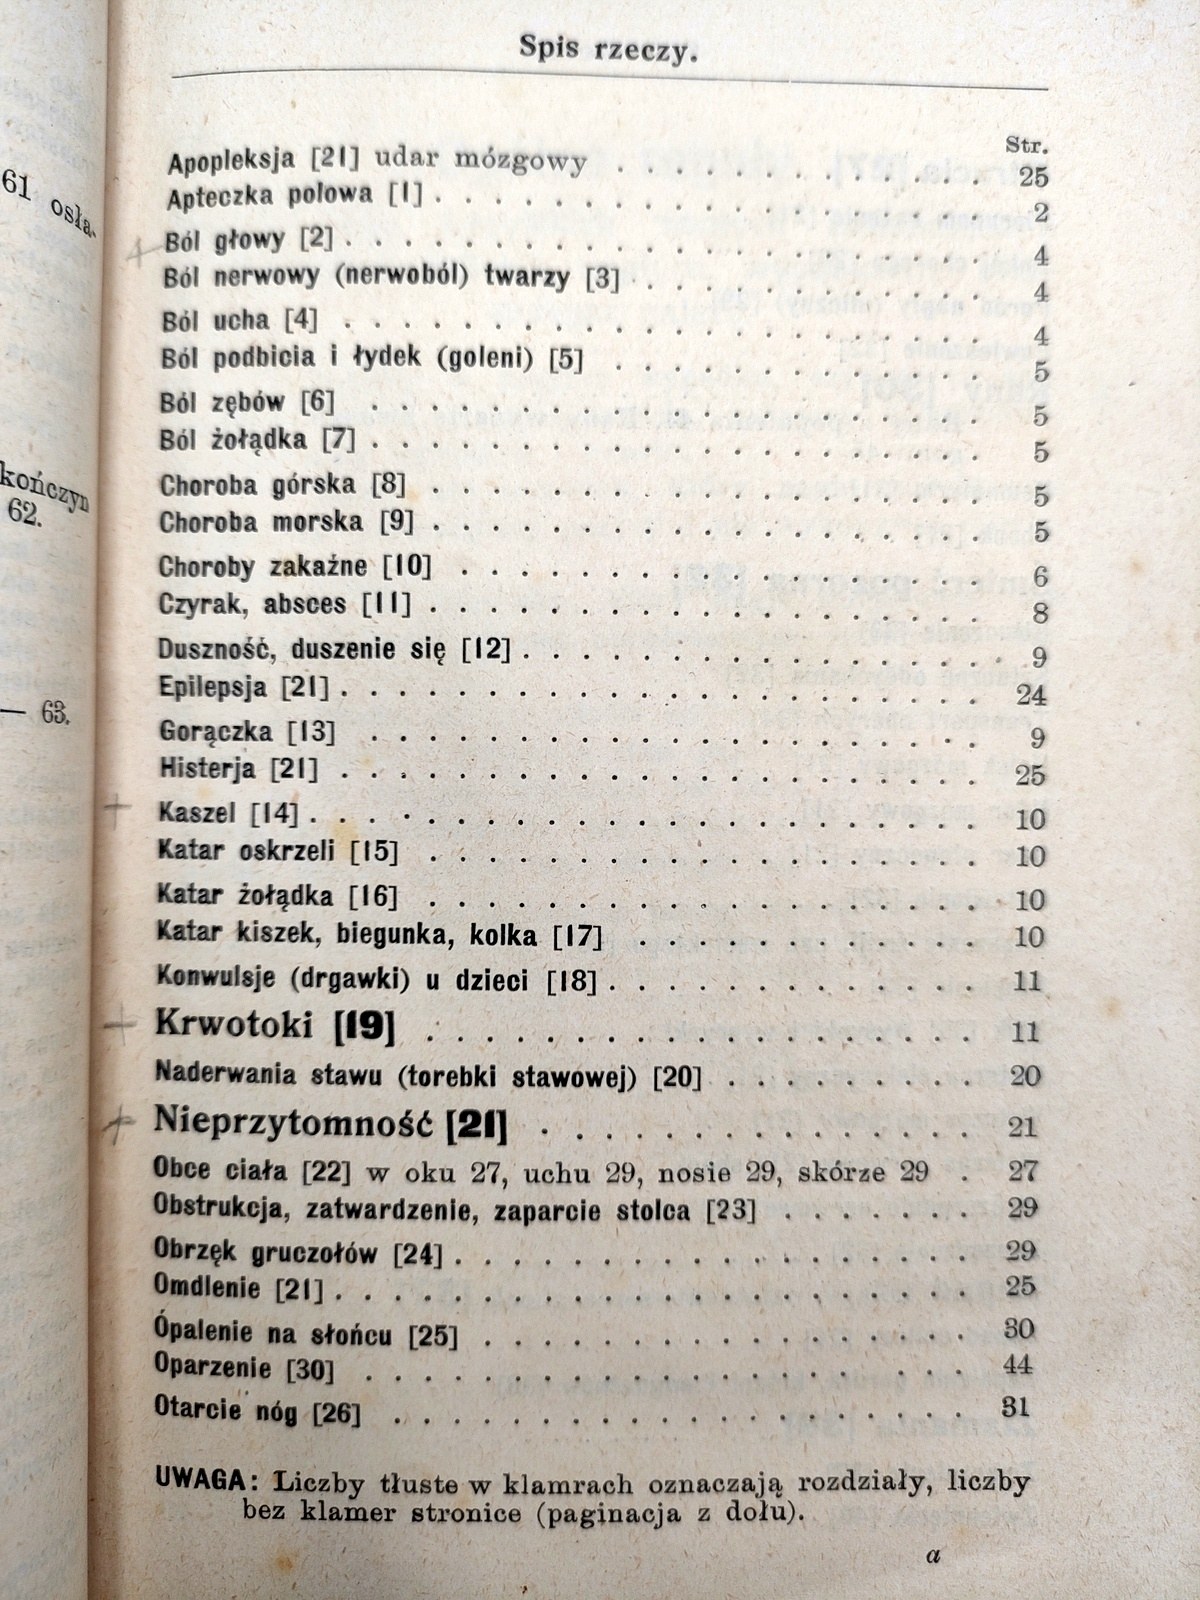 Spis rzeczy.
Str.
Apopleksja [21] udar mózgowy . . . . . . . . . . . . 25
Apteczka polowa [1] . . . . . . . . . . . . . . . . . 2
Ból głowy [2] . . . . . . . . . . . . . . . . . . . . 4
Ból nerwowy (nerwoból) twarzy [3] . . . . . . . . . . 4
Ból ucha [4] . . . . . . . . . . . . . . . . . . . . 4
Ból podbicia i łydek (goleni) [5] . . . . . . . . . . 5
Ból zębów [6] . . . . . . . . . . . . . . . . . . . . 5
Ból żołądka [7] . . . . . . . . . . . . . . . . . . . 5
Choroba górska [8] . . . . . . . . . . . . . . . . . 5
Choroba morska [9] . . . . . . . . . . . . . . . . . 5
Choroby zakaźne [10] . . . . . . . . . . . . . . . . 6
Czyrak, absces [11] . . . . . . . . . . . . . . . . . 8
Duszność, duszenie się [12] . . . . . . . . . . . . . 9
Epilepsja [21] . . . . . . . . . . . . . . . . . . . 24
Gorączka [13] . . . . . . . . . . . . . . . . . . . . 9
Histerja [21] . . . . . . . . . . . . . . . . . . . . 25
Kaszel [14] . . . . . . . . . . . . . . . . . . . . . 10
Katar oskrzeli [15] . . . . . . . . . . . . . . . . . 10
Katar żołądka [16] . . . . . . . . . . . . . . . . . 10
Katar kiszek, biegunka, kolka [17] . . . . . . . . . 10
Konwulsje (drgawki) u dzieci [18] . . . . . . . . . . 11
Krwotoki [19] . . . . . . . . . . . . . . . . . . . . 11
Naderwania stawu (torebki stawowej) [20] . . . . . . 20
Nieprzytomność [21] . . . . . . . . . . . . . . . . . 21
Obce ciała [22] w oku 27, uchu 29, nosie 29, skórze 29 . 27
Obstrukcja, zatwardzenie, zaparcie stolca [23] . . . . 29
Obrzęk gruczołów [24] . . . . . . . . . . . . . . . . 29
Omdlenie [21] . . . . . . . . . . . . . . . . . . . . 25
Opalenie na słońcu [25] . . . . . . . . . . . . . . . 30
Oparzenie [30] . . . . . . . . . . . . . . . . . . . 44
Otarcie nóg [26] . . . . . . . . . . . . . . . . . . 31
UWAGA: Liczby tłuste w klamrach oznaczają rozdziały, liczby
bez klamer stronice (paginacja z dołu).
a
61 osła-
kończyn
62.
— 63.